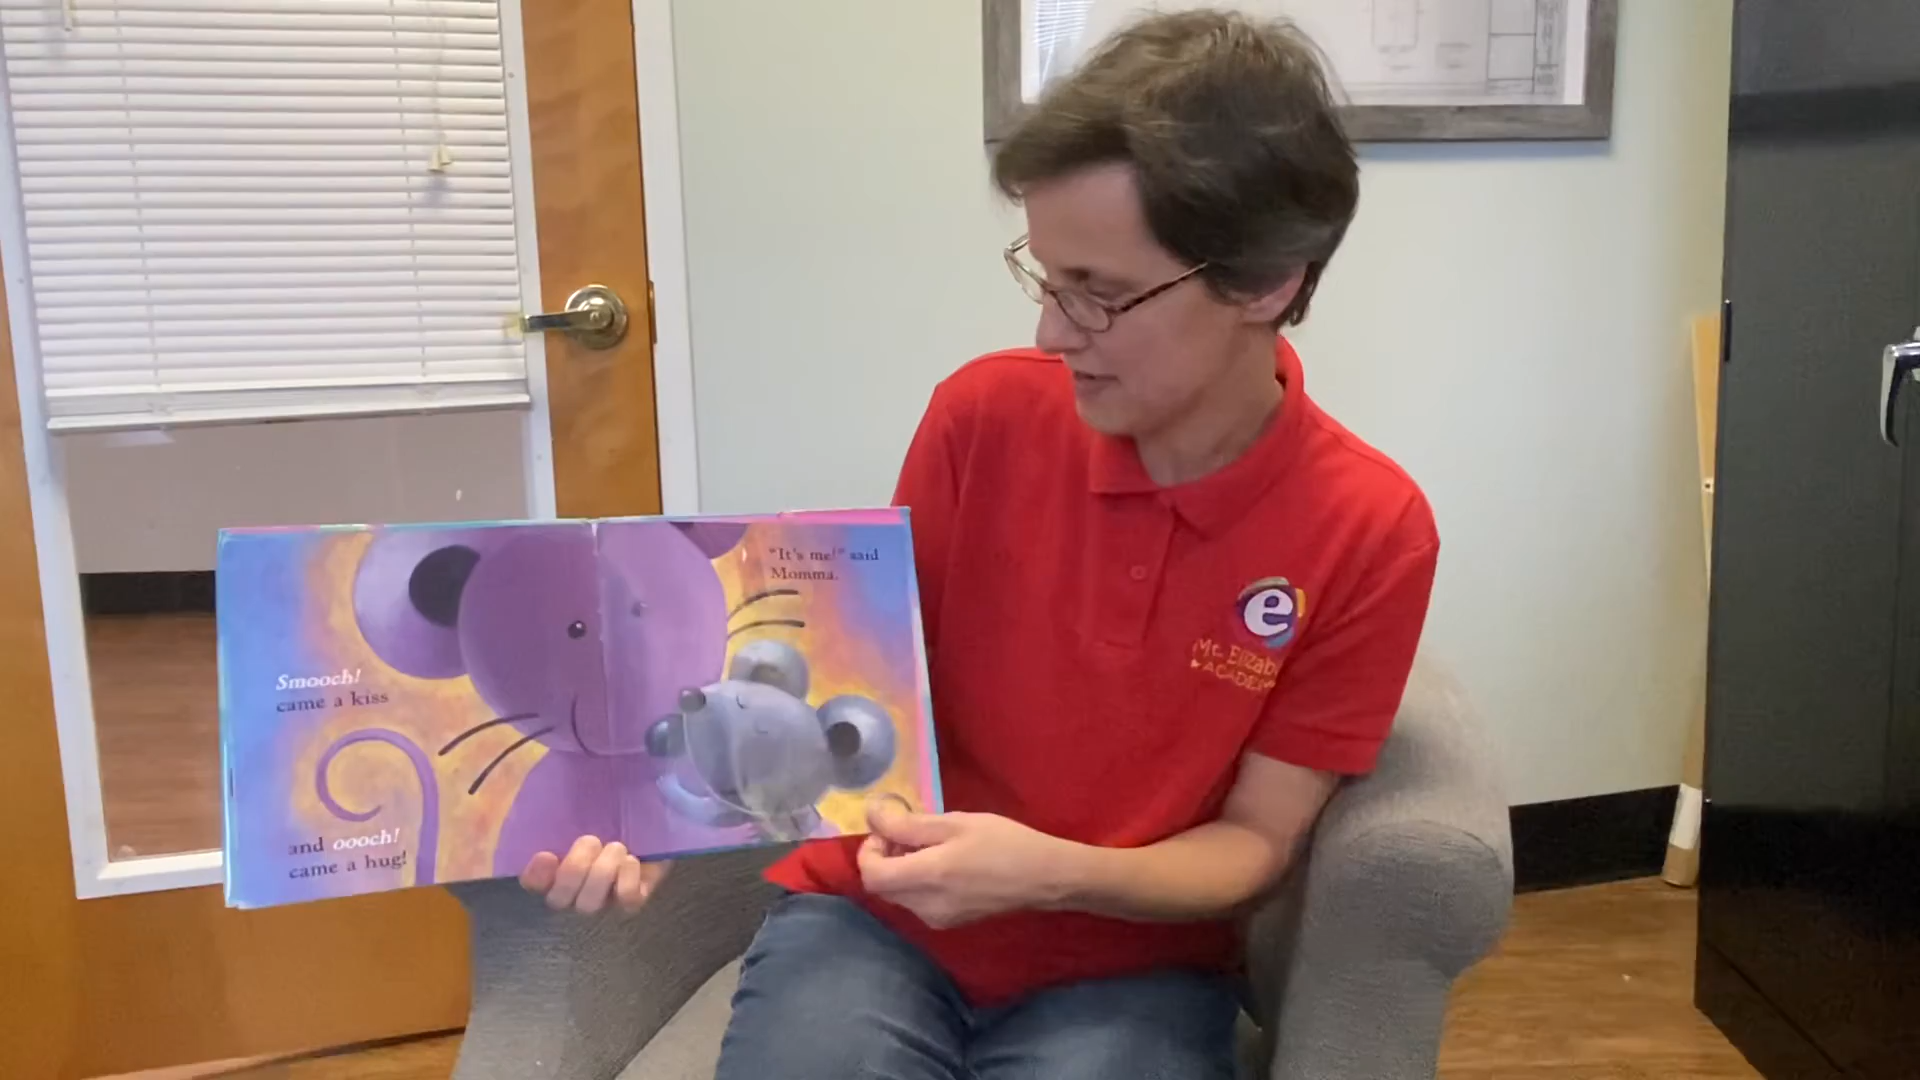 Smooch!
came a kiss
and oooch!
came a hug!
"It's me!" said
Momma.
e
Mt. Elizab
ACADEM